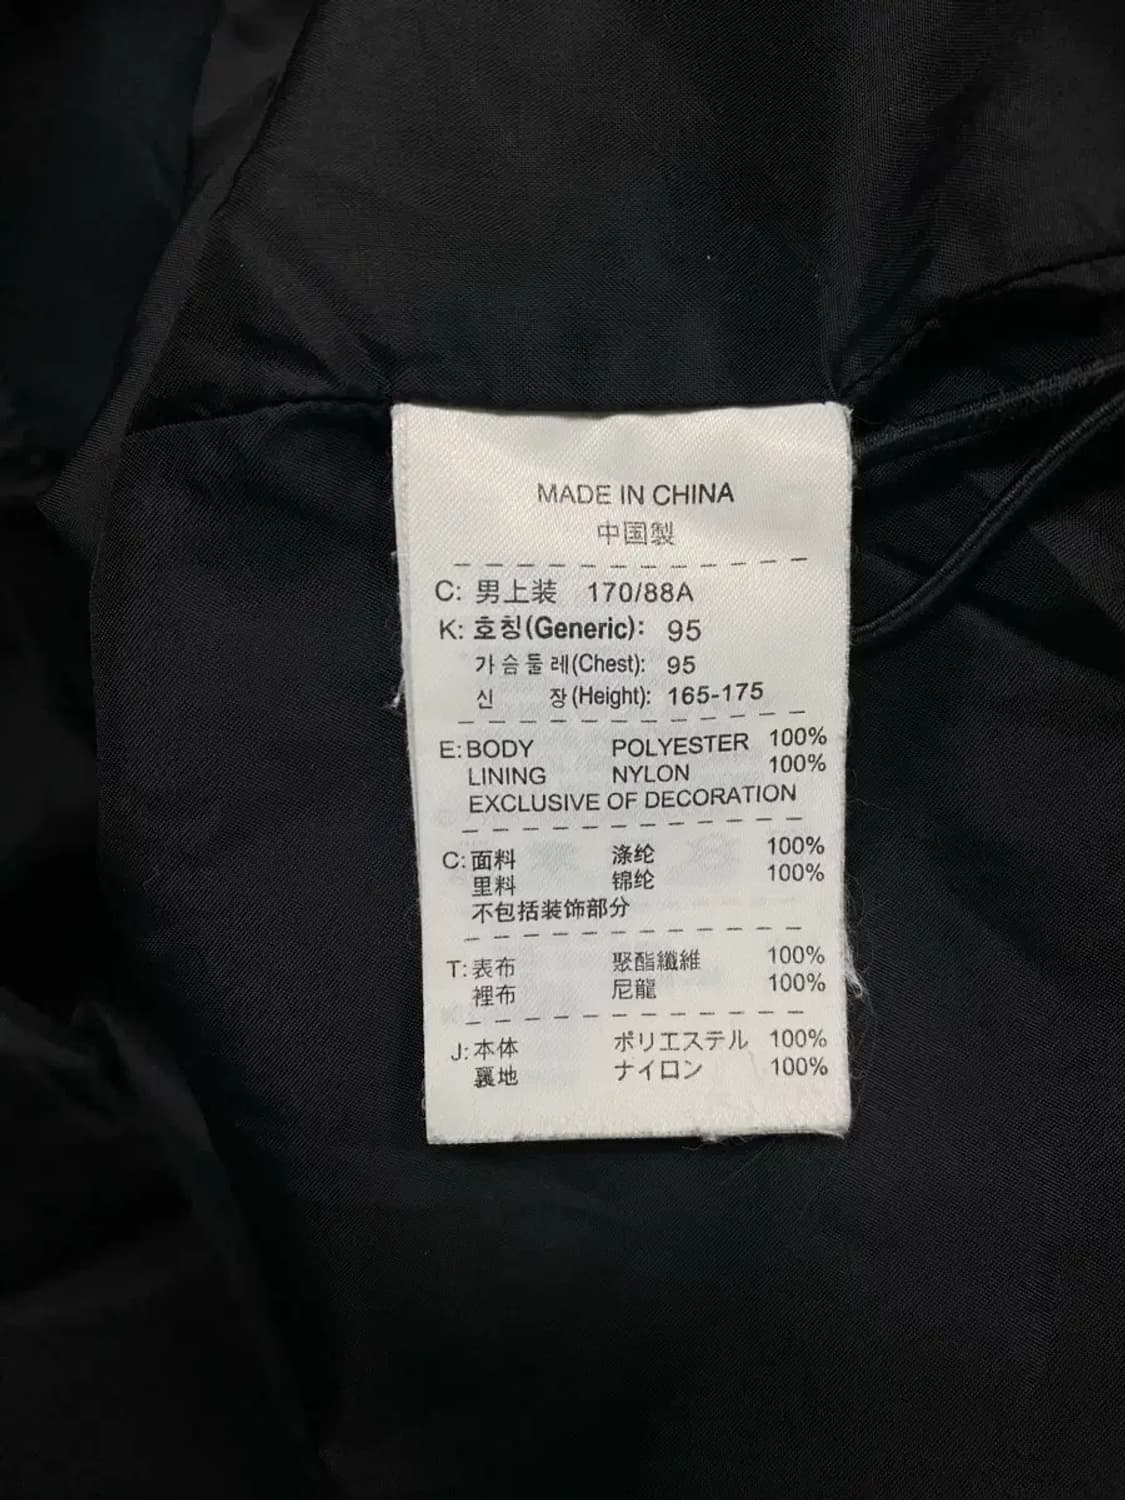 MADE IN CHINA
中国製
C: 男上装 170/88A
K: 호칭(Generic): 95
가슴둘레(Chest): 95
신 장(Height): 165-175
E: BODY POLYESTER 100%
LINING NYLON 100%
EXCLUSIVE OF DECORATION
C: 面料 涤纶 100%
里料 锦纶 100%
不包括装饰部分
T: 表布 聚酯纖維 100%
裡布 尼龍 100%
J: 本体 ポリエステル 100%
裏地 ナイロン 100%